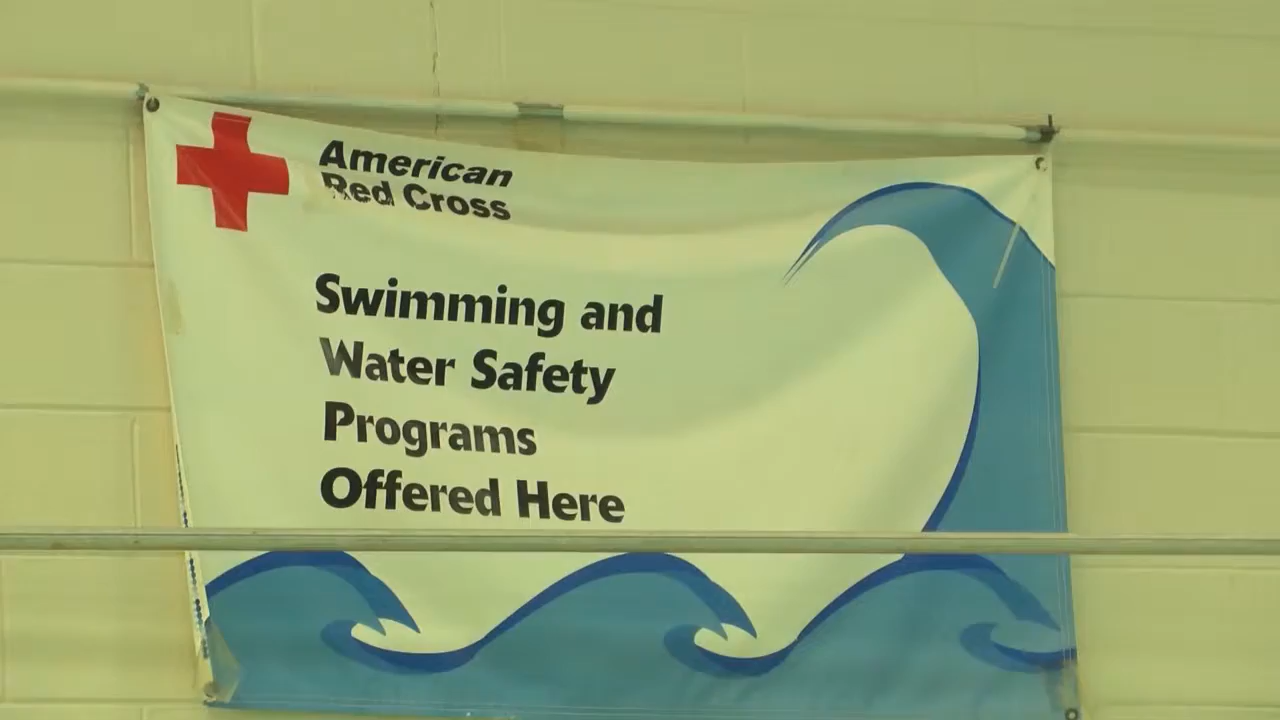 American
Red Cross
Swimming and
Water Safety
Programs
Offered Here